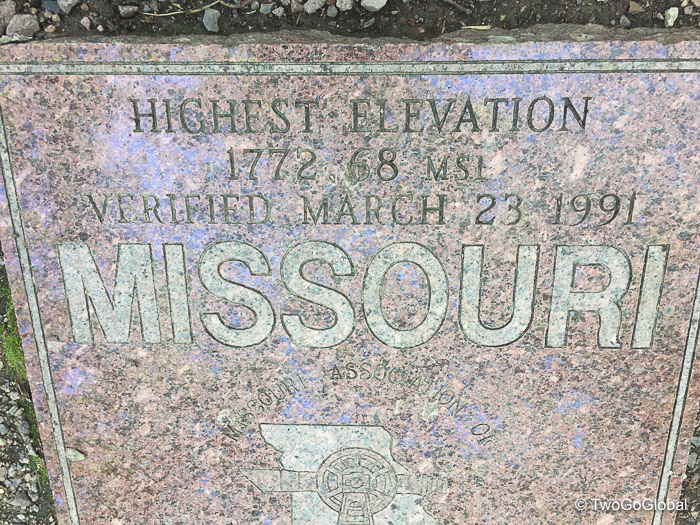 HIGHEST ELEVATION
1772.68 MSL
VERIFIED MARCH 23, 1991
MISSOURI
MISSOURI ASSOCIATION OF
© TwoGoGlobal